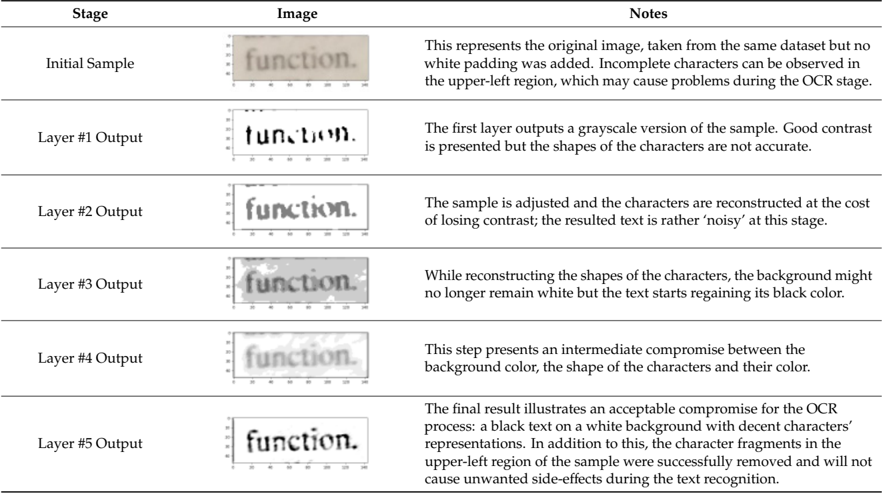 Stage Image Notes
Initial Sample
function.
This represents the original image, taken from the same dataset but no
white padding was added. Incomplete characters can be observed in
the upper-left region, which may cause problems during the OCR stage.
Layer #1 Output
function.
The first layer outputs a grayscale version of the sample. Good contrast
is presented but the shapes of the characters are not accurate.
Layer #2 Output
function.
The sample is adjusted and the characters are reconstructed at the cost
of losing contrast; the resulted text is rather ‘noisy’ at this stage.
Layer #3 Output
function.
While reconstructing the shapes of the characters, the background might
no longer remain white but the text starts regaining its black color.
Layer #4 Output
function.
This step presents an intermediate compromise between the
background color, the shape of the characters and their color.
Layer #5 Output
function.
The final result illustrates an acceptable compromise for the OCR
process: a black text on a white background with decent characters’
representations. In addition to this, the character fragments in the
upper-left region of the sample were successfully removed and will not
cause unwanted side-effects during the text recognition.